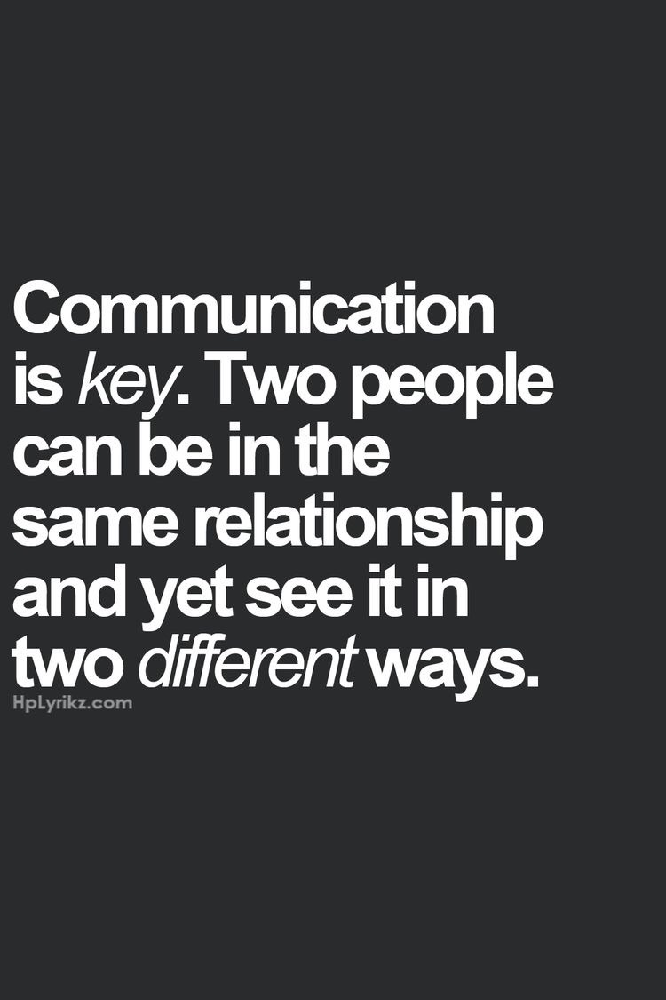 Communication
is key. Two people
can be in the
same relationship
and yet see it in
two different ways.
HpLyrikz.com